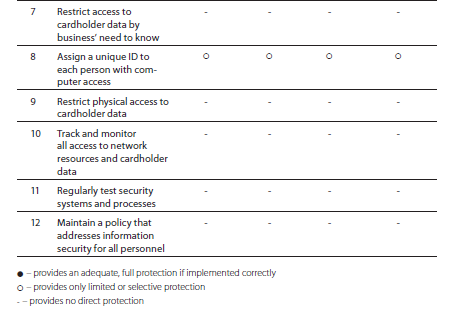 7 Restrict access to - - - -
cardholder data by
business’ need to know
8 Assign a unique ID to ○ ○ ○ ○
each person with com-
puter access
9 Restrict physical access to - - - -
cardholder data
10 Track and monitor - - - -
all access to network
resources and cardholder
data
11 Regularly test security - - - -
systems and processes
12 Maintain a policy that - - - -
addresses information
security for all personnel
● – provides an adequate, full protection if implemented correctly
○ – provides only limited or selective protection
- – provides no direct protection